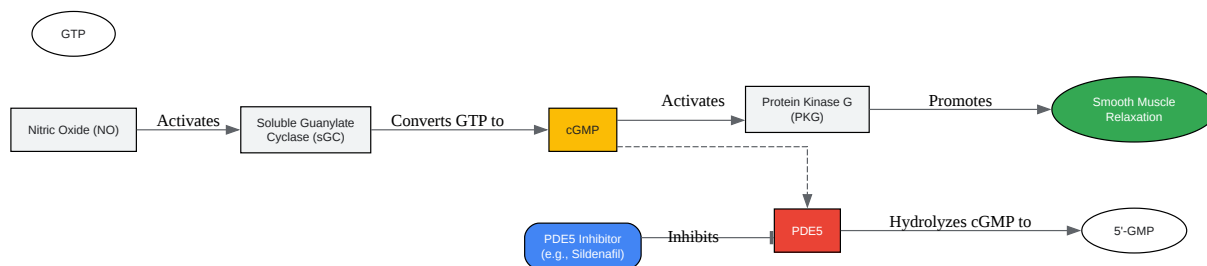 GTP
Nitric Oxide (NO)
Activates
Soluble Guanylate
Cyclase (sGC)
Converts GTP to
cGMP
Activates
Protein Kinase G
(PKG)
Promotes
Smooth Muscle
Relaxation
PDE5 Inhibitor
(e.g., Sildenafil)
Inhibits
PDE5
Hydrolyzes cGMP to
5'-GMP